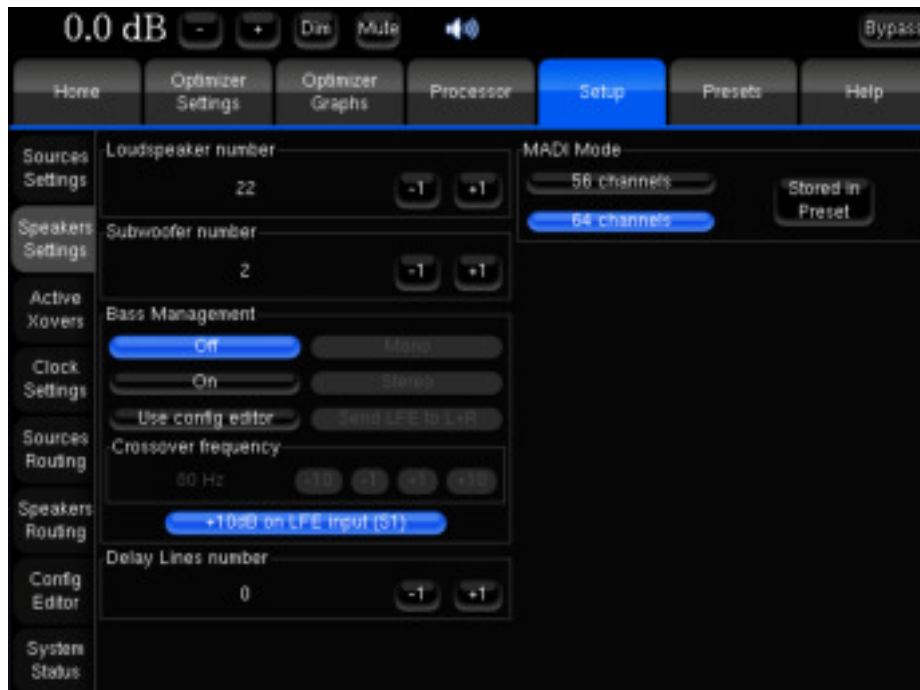 0.0 dB - + Dim Mute Bypass
Home
Optimizer
Settings
Optimizer
Graphs
Processor
Setup
Presets
Help
Sources
Settings
Speakers
Settings
Active
Xovers
Clock
Settings
Sources
Routing
Speakers
Routing
Config
Editor
System
Status
Loudspeaker number
22 -1 +1
Subwoofer number
2 -1 +1
Bass Management
Off Mono
On Stereo
Use config editor Send LFE to L+R
Crossover frequency
80 Hz -10 -1 +1 +10
+10dB on LFE input (S1)
Delay Lines number
0 -1 +1
MADI Mode
56 channels
64 channels
Stored in
Preset